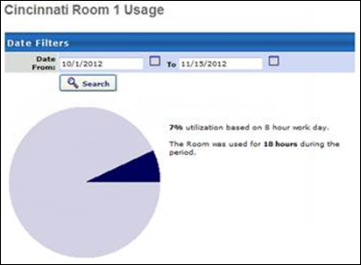 Cincinnati Room 1 Usage
Date Filters
Date From: 10/1/2012 To 11/15/2012
Search
7% utilization based on 8 hour work day.
The Room was used for 18 hours during the
period.